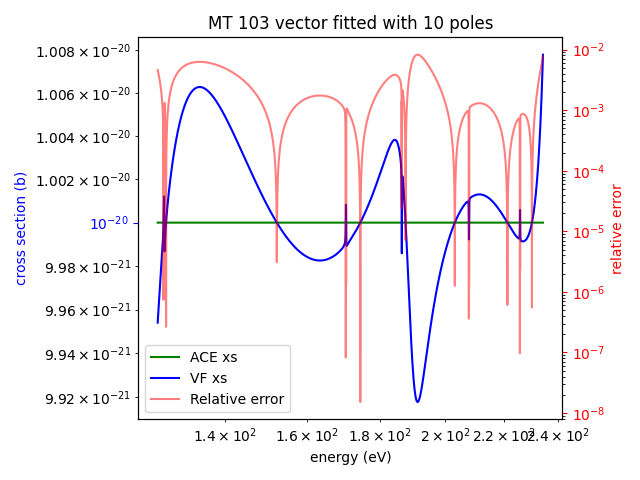 MT 103 vector fitted with 10 poles
1.008 × 10⁻²⁰
1.006 × 10⁻²⁰
1.004 × 10⁻²⁰
1.002 × 10⁻²⁰
10⁻²⁰
9.98 × 10⁻²¹
9.96 × 10⁻²¹
9.94 × 10⁻²¹
9.92 × 10⁻²¹
cross section (b)
10⁻²
10⁻³
10⁻⁴
10⁻⁵
10⁻⁶
10⁻⁷
10⁻⁸
relative error
ACE xs
VF xs
Relative error
1.4 × 10² 1.6 × 10² 1.8 × 10² 2 × 10² 2.2 × 10² 2.4 × 10²
energy (eV)